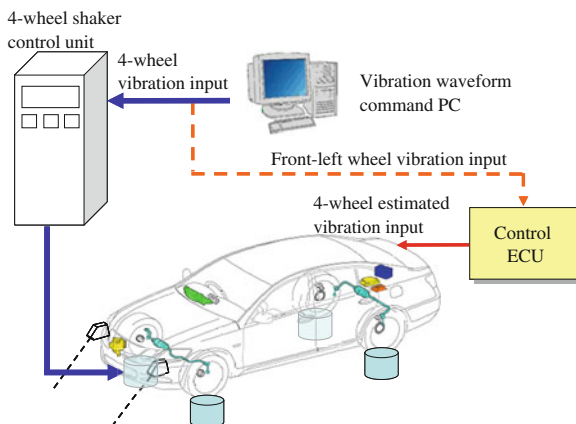 4-wheel shaker
control unit
4-wheel
vibration input
Vibration waveform
command PC
Front-left wheel vibration input
4-wheel estimated
vibration input
Control
ECU